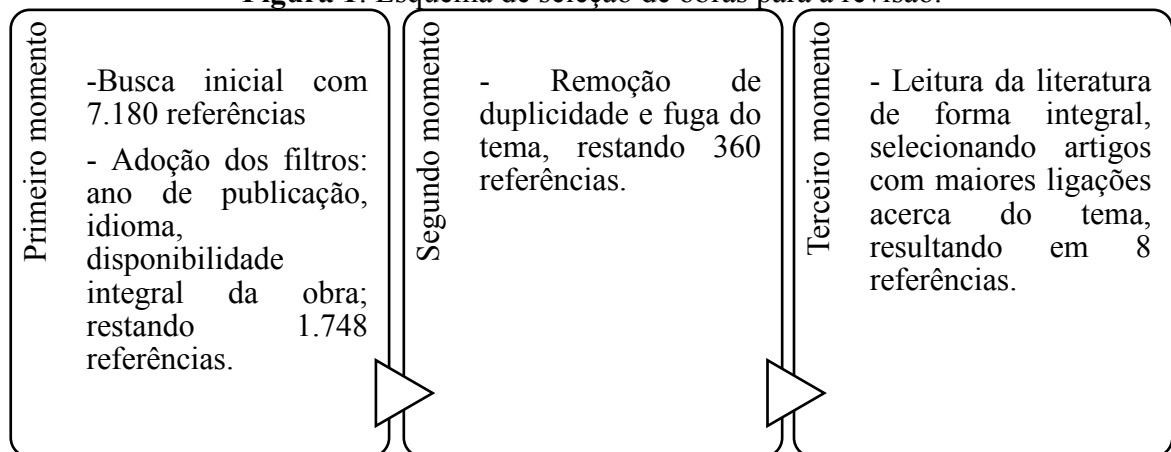 Figura 1: Esquema de seleção de obras para a revisão.
Primeiro momento
-Busca inicial com
7.180 referências
- Adoção dos filtros:
ano de publicação,
idioma,
disponibilidade
integral da obra;
restando 1.748
referências.
Segundo momento
- Remoção de
duplicidade e fuga do
tema, restando 360
referências.
Terceiro momento
- Leitura da literatura
de forma integral,
selecionando artigos
com maiores ligações
acerca do tema,
resultando em 8
referências.